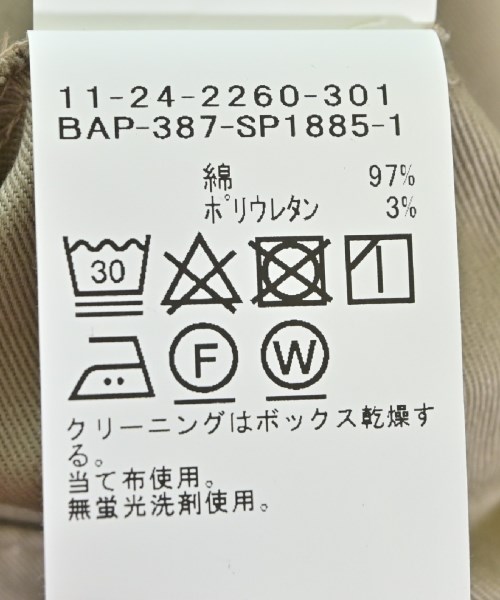 11-24-2260-301
BAP-387-SP1885-1
綿 97%
ポリウレタン 3%
30
F W
クリーニングはボックス乾燥す
る。
当て布使用。
無蛍光洗剤使用。